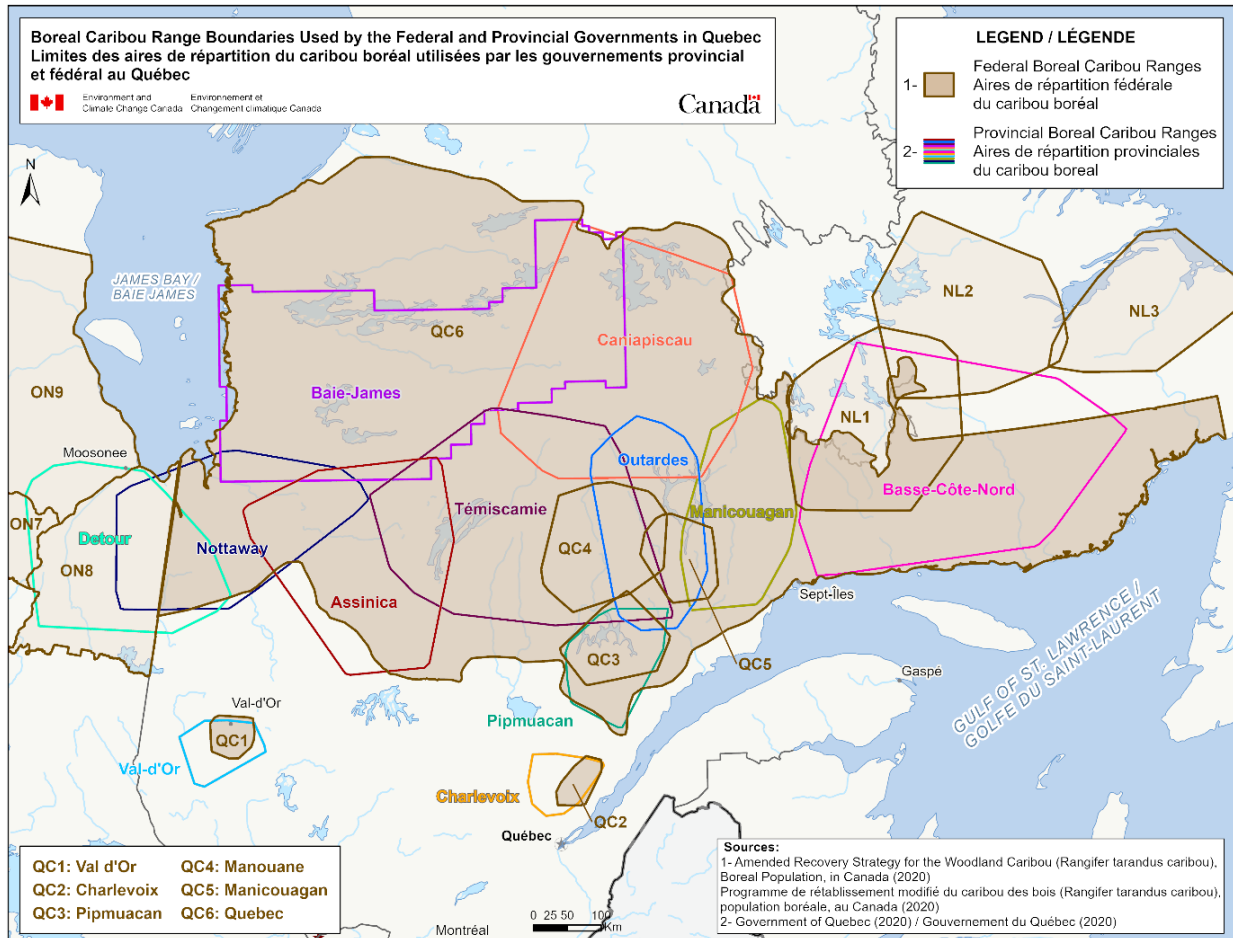 Boreal Caribou Range Boundaries Used by the Federal and Provincial Governments in Quebec
Limites des aires de répartition du caribou boréal utilisées par les gouvernements provincial
et fédéral au Québec
Environment and
Climate Change Canada
Environnement et
Changement climatique Canada
Canada
LEGEND / LÉGENDE
1-
Federal Boreal Caribou Ranges
Aires de répartition fédérale
du caribou boréal
2-
Provincial Boreal Caribou Ranges
Aires de répartition provinciales
du caribou boreal
N
JAMES BAY /
BAIE JAMES
NL2
NL3
QC6
Caniapiscau
ON9
Baie-James
NL1
Moosonee
Outardes
Basse-Côte-Nord
ON7
Témiscamie
Manicouagan
Detour
Nottaway
QC4
ON8
Assinica
Sept-Îles
QC3
QC5
Gaspé
GULF OF ST. LAWRENCE /
GOLFE DU SAINT-LAURENT
Val-d'Or
Pipmuacan
QC1
Val-d'Or
Charlevoix
QC2
Québec
QC1: Val d'Or
QC2: Charlevoix
QC3: Pipmuacan
QC4: Manouane
QC5: Manicouagan
QC6: Quebec
Montréal
0 25 50 100
Km
Sources:
1- Amended Recovery Strategy for the Woodland Caribou (Rangifer tarandus caribou),
Boreal Population, in Canada (2020)
Programme de rétablissement modifié du caribou des bois (Rangifer tarandus caribou),
population boréale, au Canada (2020)
2- Government of Quebec (2020) / Gouvernement du Québec (2020)